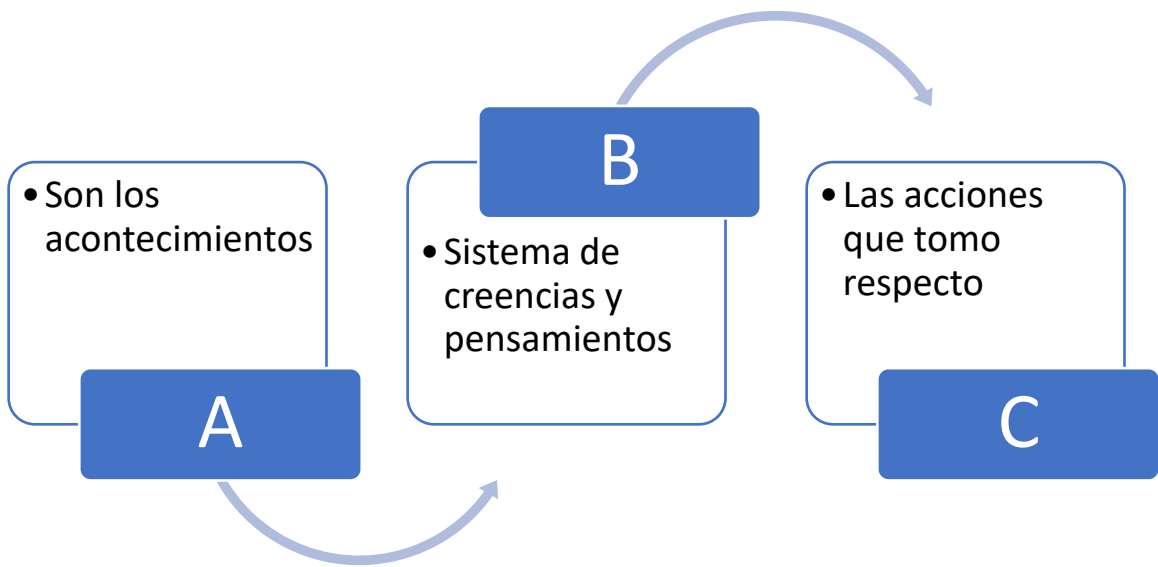 • Son los
acontecimientos
A
B
• Sistema de
creencias y
pensamientos
• Las acciones
que tomo
respecto
C